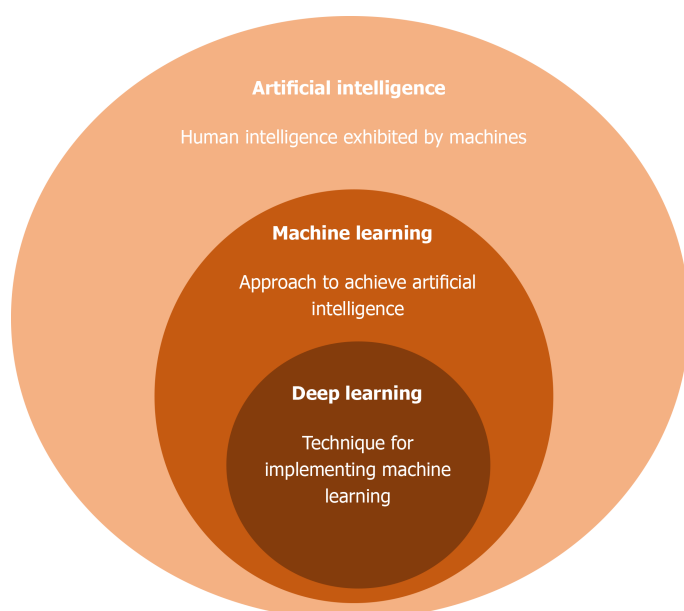 Artificial intelligence
Human intelligence exhibited by machines
Machine learning
Approach to achieve artificial
intelligence
Deep learning
Technique for
implementing machine
learning